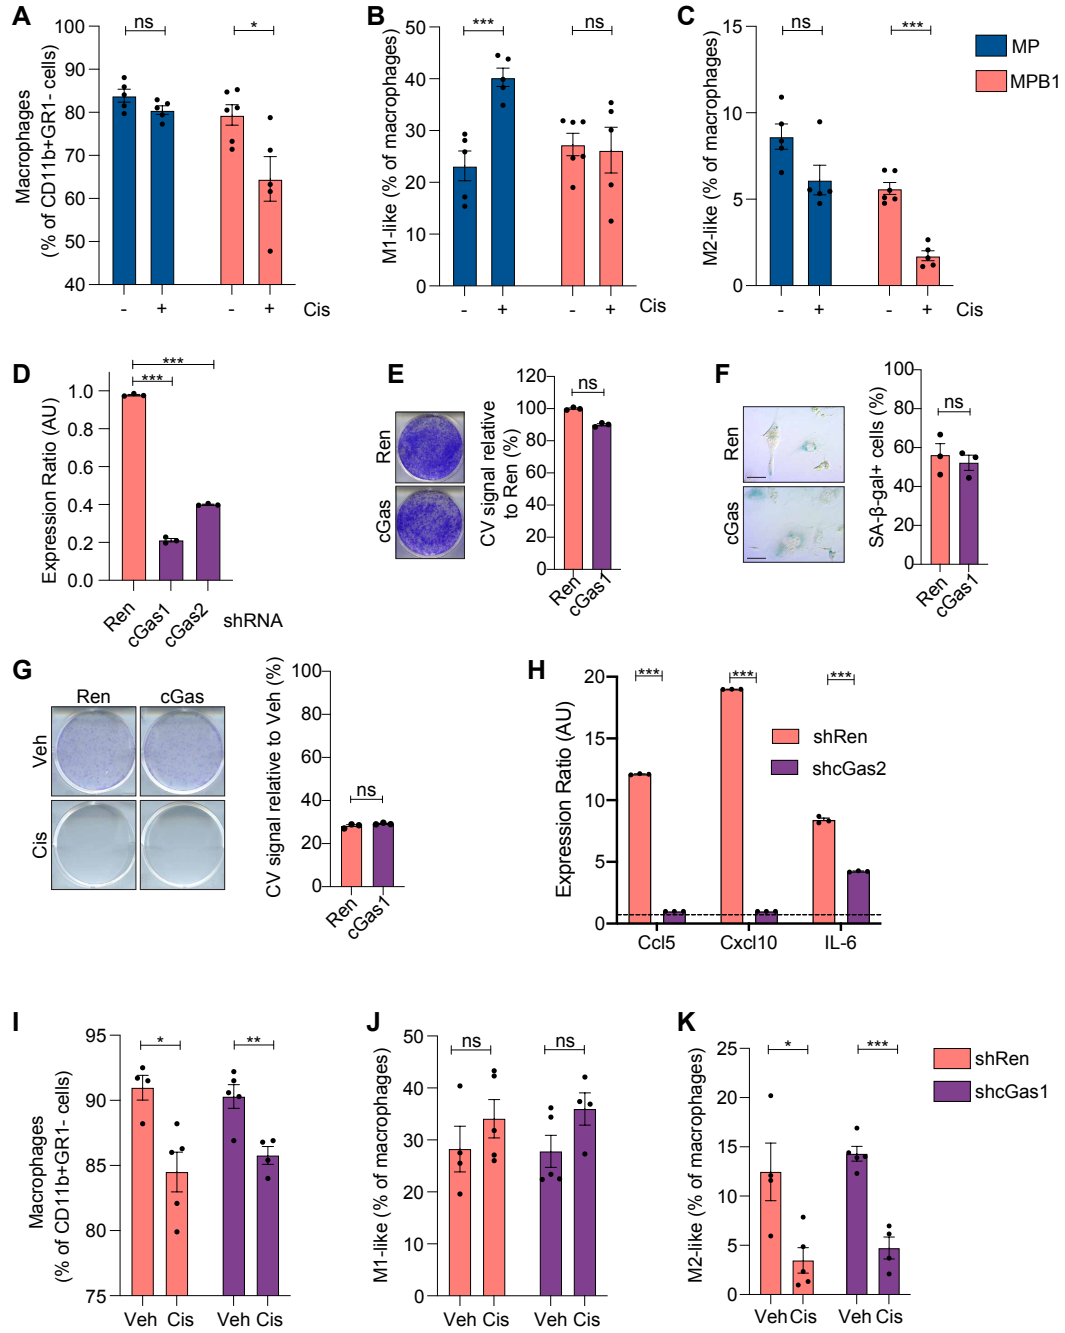 A
Macrophages
(% of CD11b+GR1- cells)
100
90
80
70
60
50
40
ns
*
- + - + Cis
B
M1-like (% of macrophages)
50
40
30
20
10
0
***
ns
- + - + Cis
C
M2-like (% of macrophages)
15
10
5
0
ns
***
- + - + Cis
MP
MPB1
D
Expression Ratio (AU)
1.0
0.8
0.6
0.4
0.2
0.0
***
***
Ren cGas1 cGas2 shRNA
E
Ren
cGas
CV signal relative
to Ren (%)
120
100
80
60
40
20
0
ns
Ren cGas1
F
Ren
cGas
SA-β-gal+ cells (%)
100
80
60
40
20
0
ns
Ren cGas1
G
Ren cGas
Veh
Cis
CV signal relative to Veh (%)
100
80
60
40
20
0
ns
Ren cGas1
H
Expression Ratio (AU)
20
15
10
5
0
***
***
***
shRen
shcGas2
Ccl5 Cxcl10 IL-6
I
Macrophages
(% of CD11b+GR1- cells)
95
90
85
80
75
*
**
Veh Cis Veh Cis
J
M1-like (% of macrophages)
50
40
30
20
10
0
ns
ns
Veh Cis Veh Cis
K
M2-like (% of macrophages)
25
20
15
10
5
0
*
***
Veh Cis Veh Cis
shRen
shcGas1